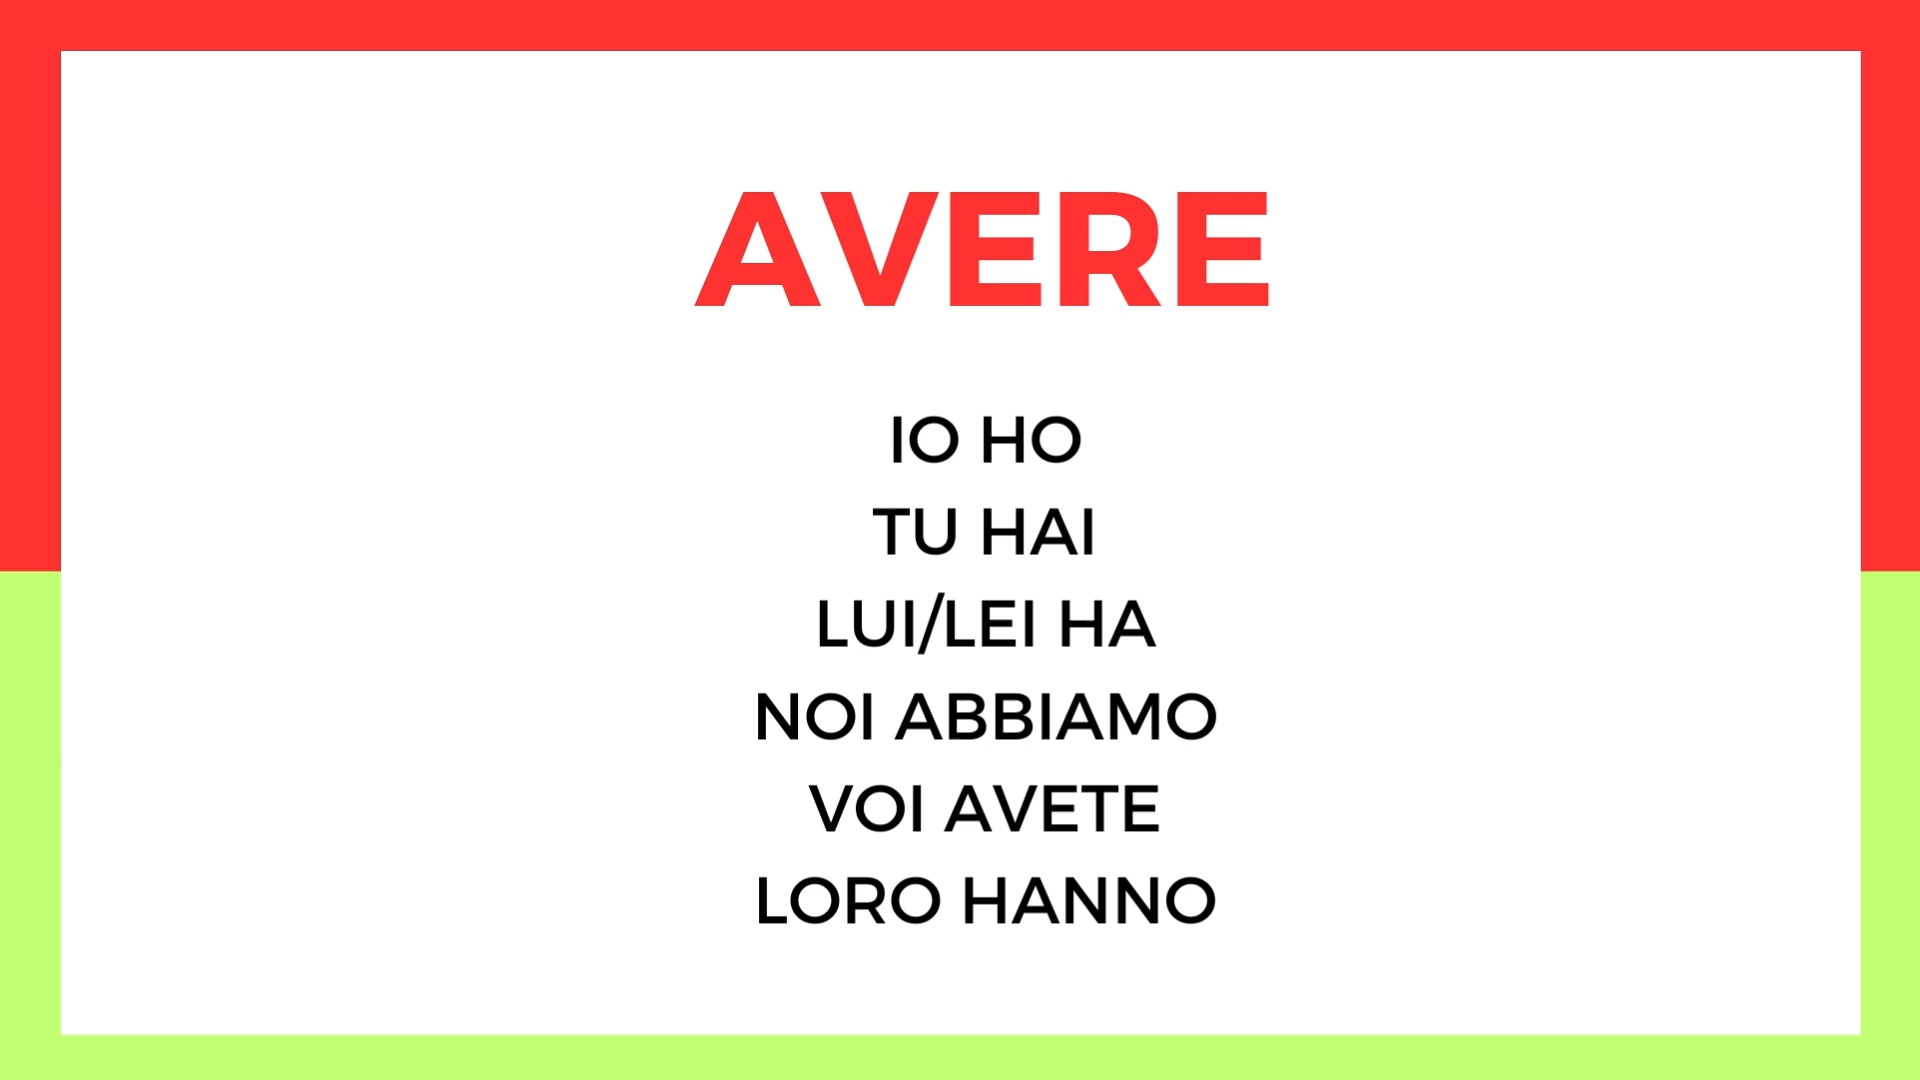 AVERE
IO HO
TU HAI
LUI/LEI HA
NOI ABBIAMO
VOI AVETE
LORO HANNO